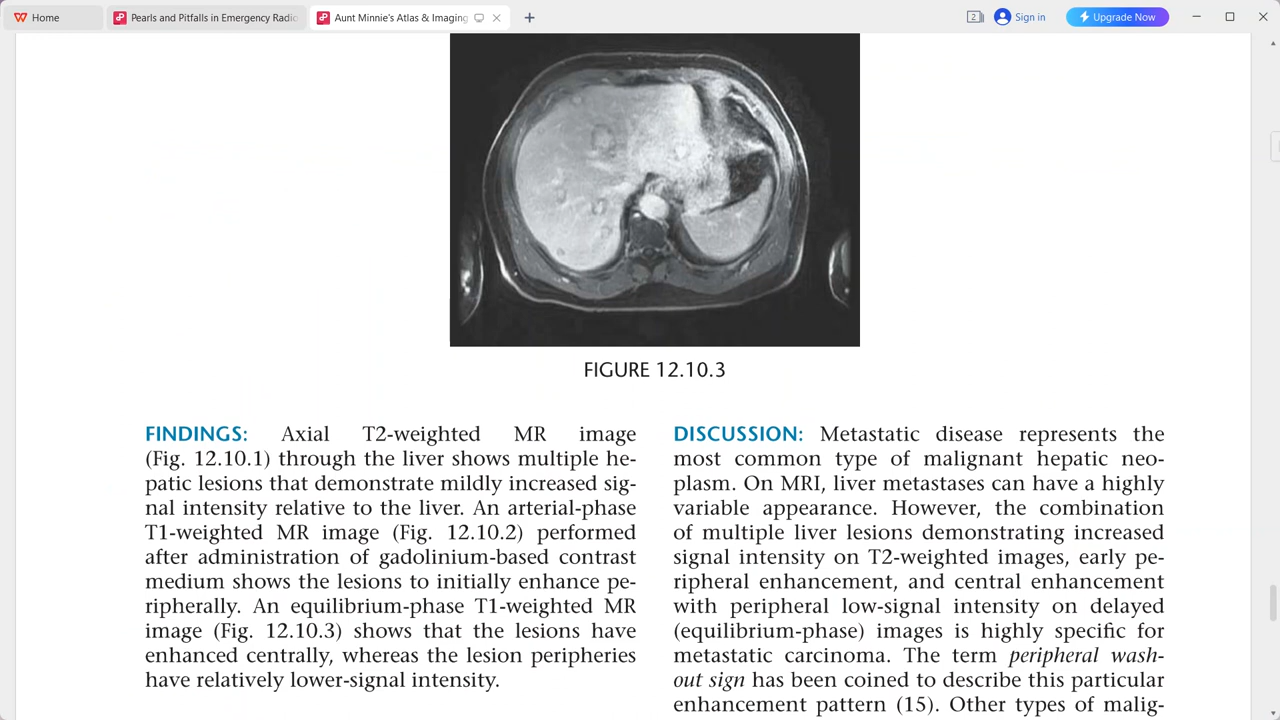 Home
Pearls and Pitfalls in Emergency Radio
Aunt Minnie's Atlas & Imaging
2
Sign in
Upgrade Now
FIGURE 12.10.3
FINDINGS: Axial T2-weighted MR image
(Fig. 12.10.1) through the liver shows multiple he-
patic lesions that demonstrate mildly increased sig-
nal intensity relative to the liver. An arterial-phase
T1-weighted MR image (Fig. 12.10.2) performed
after administration of gadolinium-based contrast
medium shows the lesions to initially enhance pe-
ripherally. An equilibrium-phase T1-weighted MR
image (Fig. 12.10.3) shows that the lesions have
enhanced centrally, whereas the lesion peripheries
have relatively lower-signal intensity.
DISCUSSION: Metastatic disease represents the
most common type of malignant hepatic neo-
plasm. On MRI, liver metastases can have a highly
variable appearance. However, the combination
of multiple liver lesions demonstrating increased
signal intensity on T2-weighted images, early pe-
ripheral enhancement, and central enhancement
with peripheral low-signal intensity on delayed
(equilibrium-phase) images is highly specific for
metastatic carcinoma. The term peripheral wash-
out sign has been coined to describe this particular
enhancement pattern (15). Other types of malig-